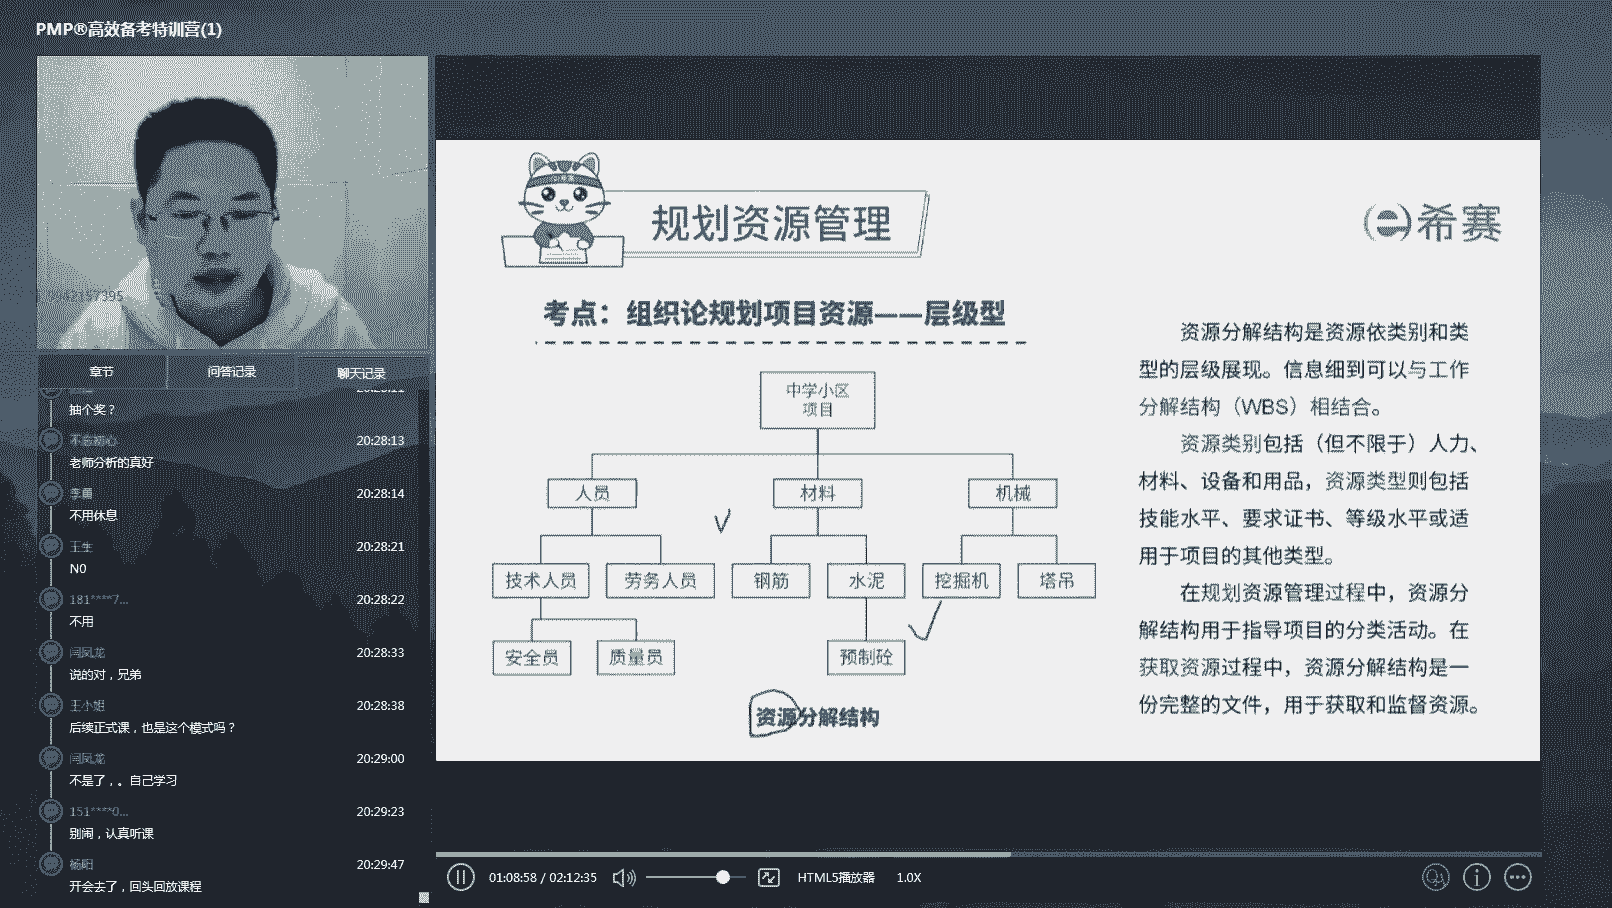 PMP®高效备考特训营(1)
章节
问答记录
聊天记录
抽个奖？
不忘初心
20:28:13
老师分析的真好
李勇
20:28:14
不用休息
王生
20:28:21
N0
181****7...
20:28:22
不用
闫凤龙
20:28:33
说的对，兄弟
王小姐
20:28:38
后续正式课，也是这个模式吗？
闫凤龙
20:29:00
不是了，。自己学习
151****0...
20:29:23
别闹，认真听课
杨阳
20:29:47
开会去了，回头回放课程
规划资源管理
希赛
考点：组织论规划项目资源——层级型
中学小区
项目
人员
材料
机械
技术人员
劳务人员
钢筋
水泥
挖掘机
塔吊
安全员
质量员
预制砼
资源分解结构
资源分解结构是资源依类别和类
型的层级展现。信息细到可以与工作
分解结构（WBS）相结合。
资源类别包括（但不限于）人力、
材料、设备和用品，资源类型则包括
技能水平、要求证书、等级水平或适
用于项目的其他类型。
在规划资源管理过程中，资源分
解结构用于指导项目的分类活动。在
获取资源过程中，资源分解结构是一
份完整的文件，用于获取和监督资源。
01:08:58 / 02:12:35
HTML5播放器
1.0X